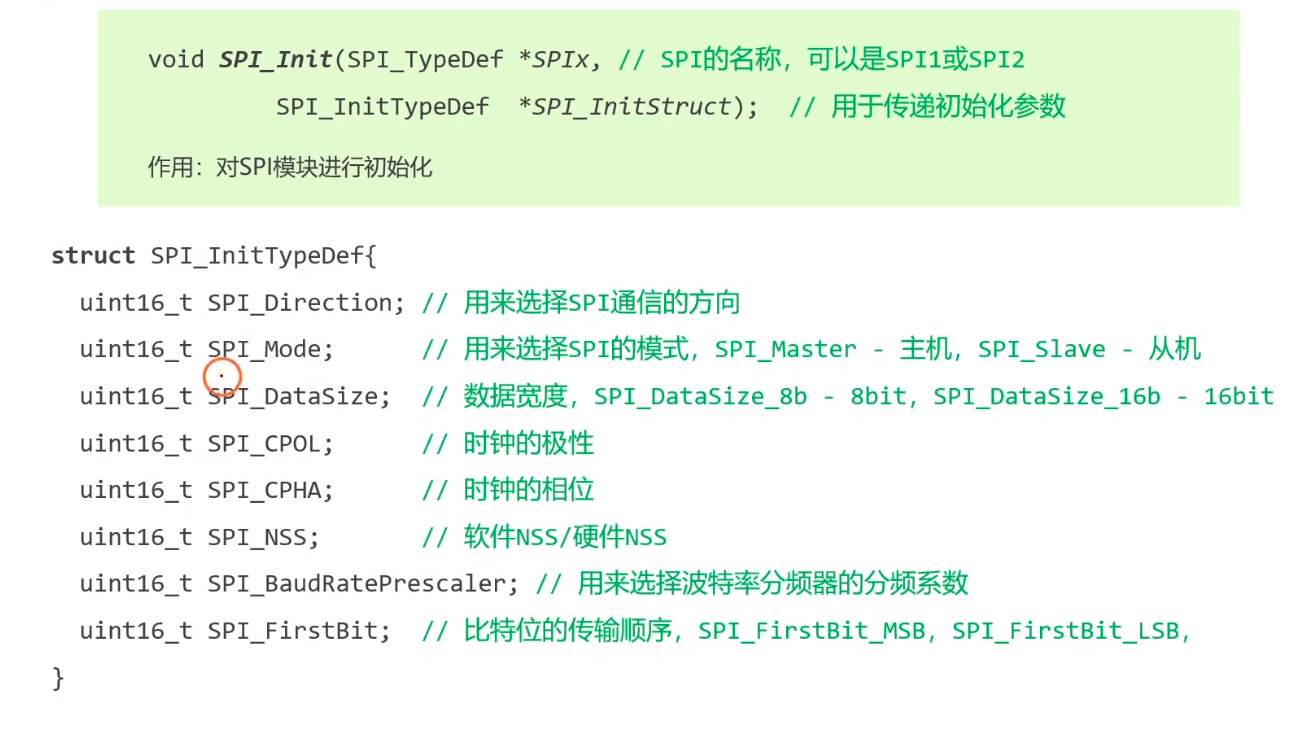 void SPI_Init(SPI_TypeDef *SPIx, // SPI的名称，可以是SPI1或SPI2
SPI_InitTypeDef *SPI_InitStruct); // 用于传递初始化参数
作用：对SPI模块进行初始化
struct SPI_InitTypeDef{
uint16_t SPI_Direction; // 用来选择SPI通信的方向
uint16_t SPI_Mode; // 用来选择SPI的模式，SPI_Master - 主机，SPI_Slave - 从机
uint16_t SPI_DataSize; // 数据宽度，SPI_DataSize_8b - 8bit，SPI_DataSize_16b - 16bit
uint16_t SPI_CPOL; // 时钟的极性
uint16_t SPI_CPHA; // 时钟的相位
uint16_t SPI_NSS; // 软件NSS/硬件NSS
uint16_t SPI_BaudRatePrescaler; // 用来选择波特率分频器的分频系数
uint16_t SPI_FirstBit; // 比特位的传输顺序，SPI_FirstBit_MSB，SPI_FirstBit_LSB，
}